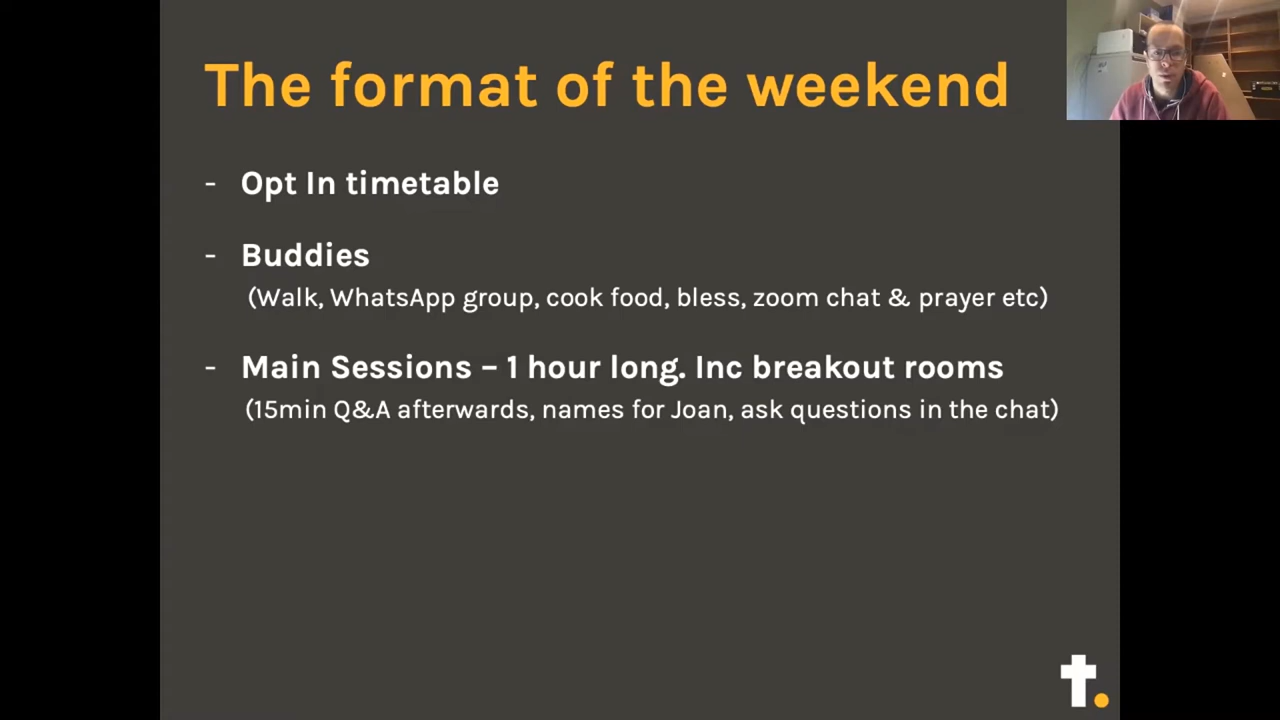 The format of the weekend
- Opt In timetable
- Buddies
(Walk, WhatsApp group, cook food, bless, zoom chat & prayer etc)
- Main Sessions – 1 hour long. Inc breakout rooms
(15min Q&A afterwards, names for Joan, ask questions in the chat)
t.